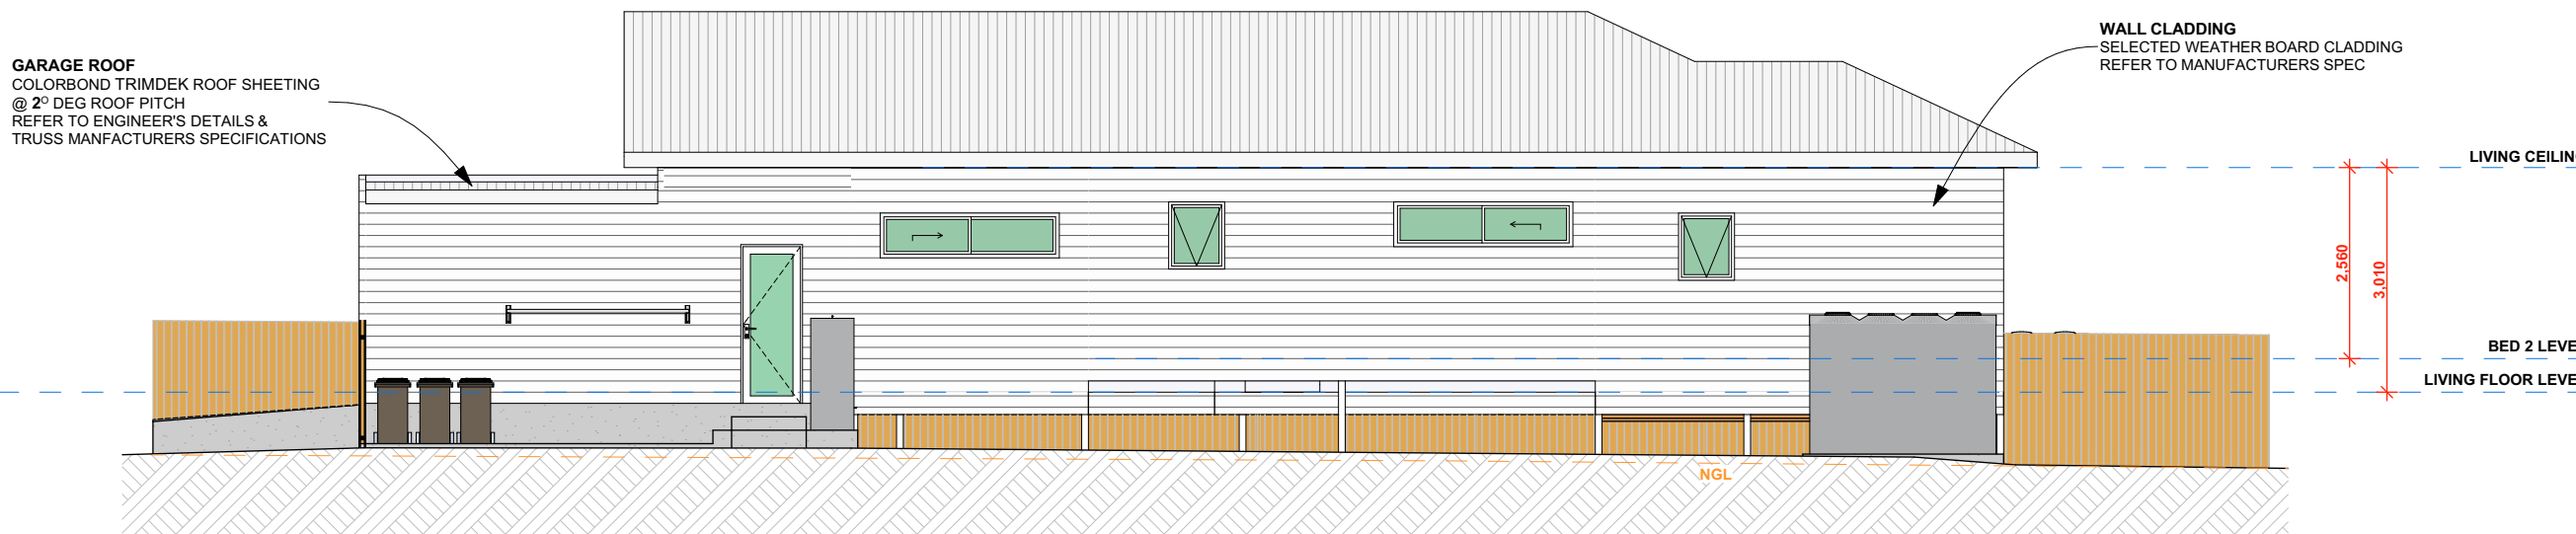 GARAGE ROOF
COLORBOND TRIMDEK ROOF SHEETING
@ 2° DEG ROOF PITCH
REFER TO ENGINEER'S DETAILS &
TRUSS MANFACTURERS SPECIFICATIONS
WALL CLADDING
SELECTED WEATHER BOARD CLADDING
REFER TO MANUFACTURERS SPEC
LIVING CEILING
2,560
3,010
BED 2 LEVE
LIVING FLOOR LEVE
NGL